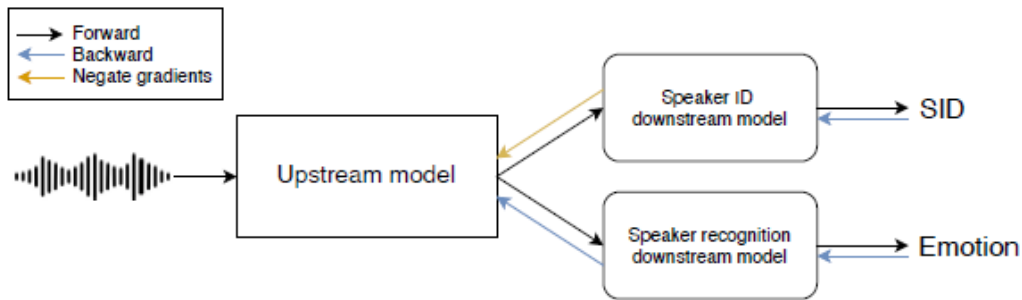 Forward
Backward
Negate gradients
Upstream model
Speaker ID
downstream model
SID
Speaker recognition
downstream model
Emotion